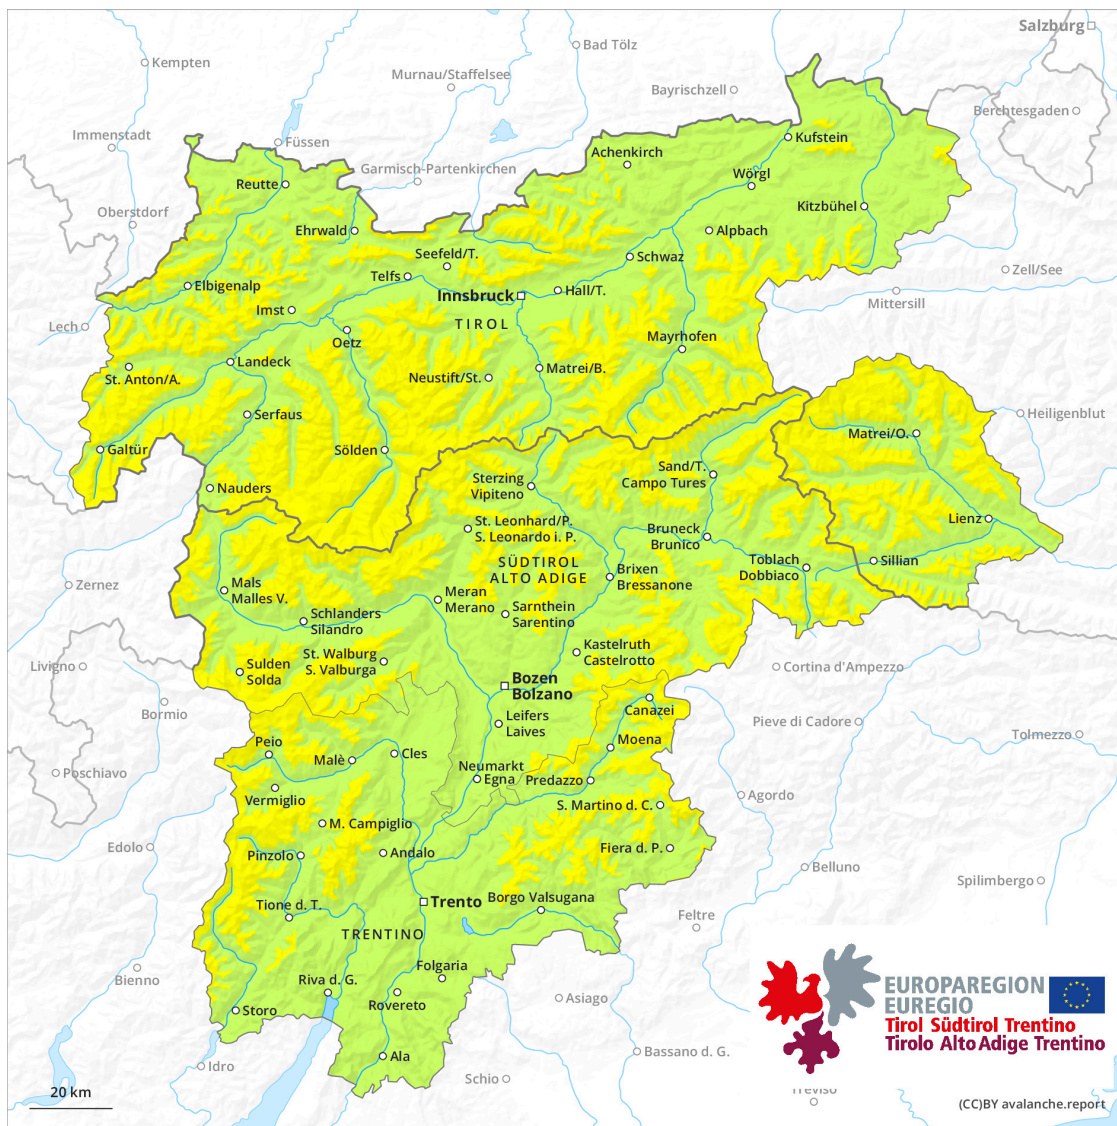 Salzburg
Bad Tölz
Kempten
Murnau/Staffelsee
Bayrischzell
Berchtesgaden
Immenstadt
Füssen
Kufstein
Achenkirch
Garmisch-Partenkirchen
Wörgl
Reutte
Oberstdorf
Kitzbühel
Ehrwald
Alpbach
Seefeld/T.
Schwaz
Zell/See
Telfs
Elbigenalp
Innsbruck
Hall/T.
Mittersill
Imst
TIROL
Lech
Oetz
Mayrhofen
Landeck
Matrei/B.
St. Anton/A.
Neustift/St.
Serfaus
Heiligenblut
Matrei/O.
Galtür
Sölden
Sand/T.
Campo Tures
Sterzing
Vipiteno
Nauders
Lienz
St. Leonhard/P.
S. Leonardo i. P.
Bruneck
Brunico
SÜDTIROL
ALTO ADIGE
Toblach
Dobbiaco
Sillian
Brixen
Bressanone
Zernez
Mals
Malles V.
Meran
Merano
Sarnthein
Sarentino
Schlanders
Silandro
Kastelruth
Castelrotto
St. Walburg
S. Valburga
Livigno
Sulden
Solda
Cortina d'Ampezzo
Bozen
Bolzano
Bormio
Canazei
Leifers
Laives
Pieve di Cadore
Tolmezzo
Peio
Moena
Malè
Cles
Poschiavo
Neumarkt
Egna
Predazzo
Vermiglio
Agordo
S. Martino d. C.
M. Campiglio
Edolo
Pinzolo
Andalo
Fiera d. P.
Belluno
Spilimbergo
Trento
Borgo Valsugana
Tione d. T.
Feltre
TRENTINO
Folgaria
Bienno
Riva d. G.
Rovereto
Asiago
Storo
EUROPAREGION
EUREGIO
Tirol Südtirol Trentino
Tirolo Alto Adige Trentino
Ala
Bassano d. G.
Idro
Schio
Treviso
20 km
(CC)BY avalanche.report